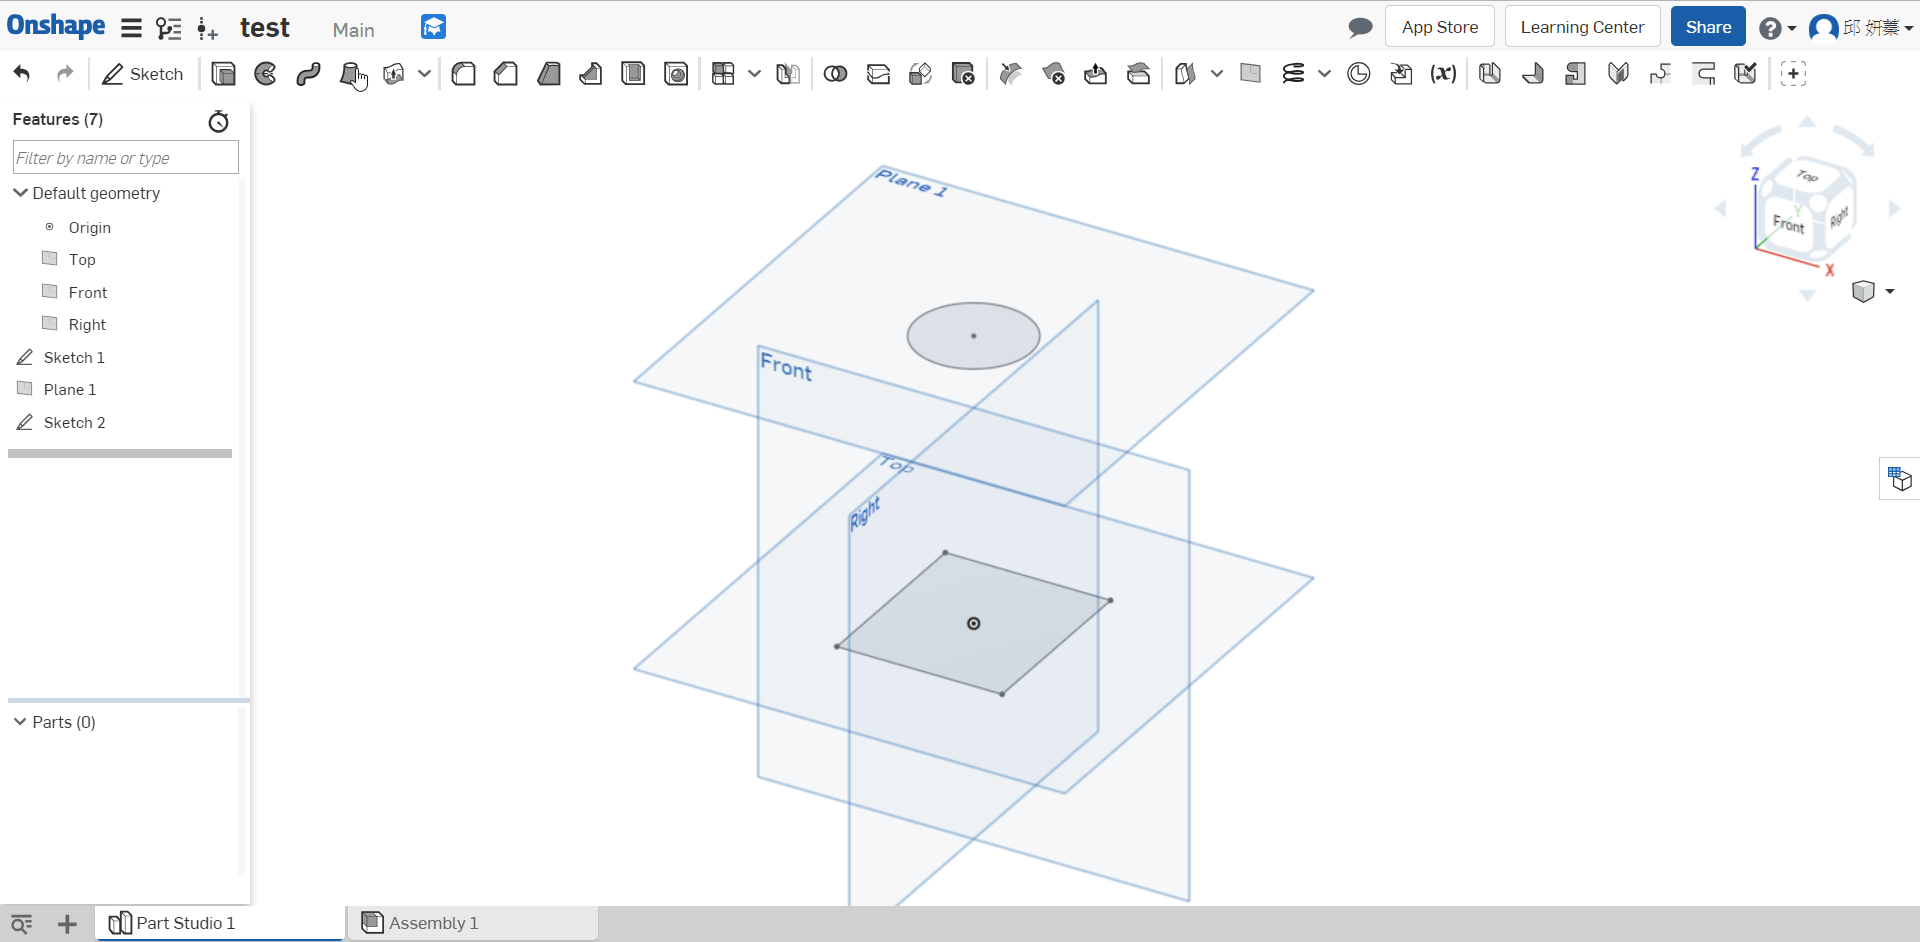 Onshape
test
Main
App Store
Learning Center
Share
邱 妍蓁
Sketch
(x)
Features (7)
Filter by name or type
Default geometry
Origin
Top
Front
Right
Sketch 1
Plane 1
Sketch 2
Parts (0)
Plane 1
Front
Top
Right
Z
Top
Y
Front
Right
X
Part Studio 1
Assembly 1